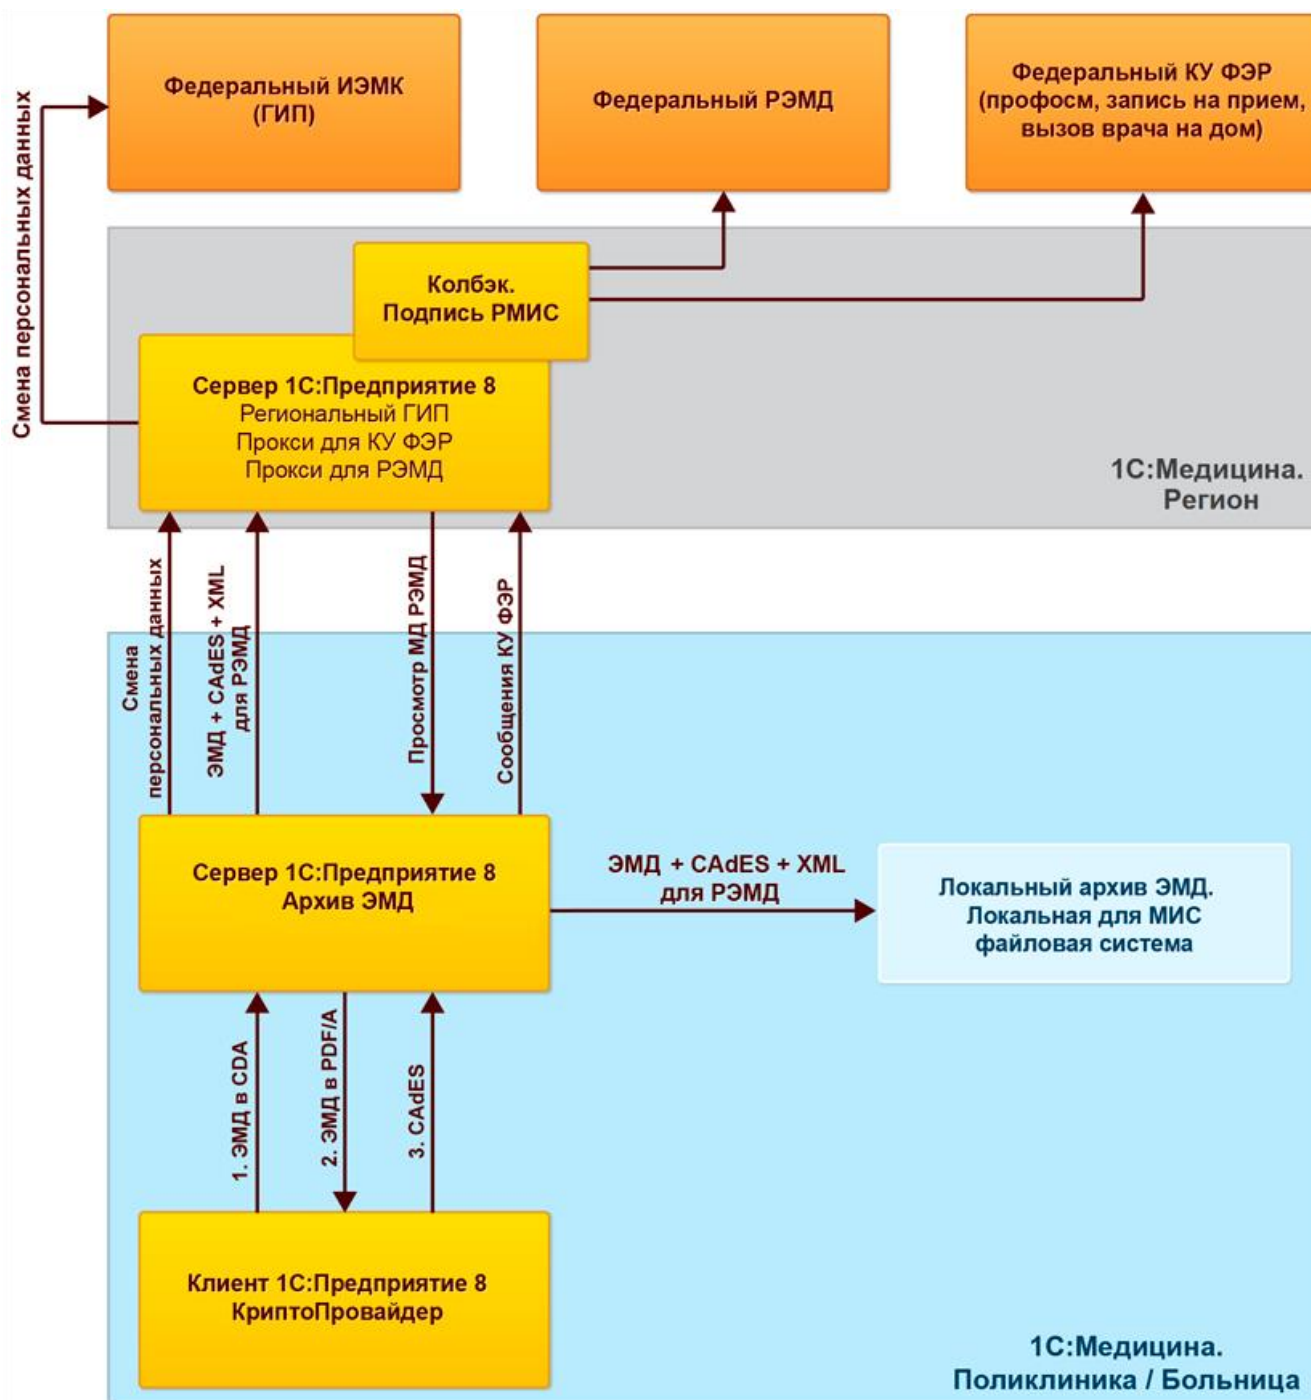 Федеральный ИЭМК
(ГИП)
Федеральный РЭМД
Федеральный КУ ФЭР
(профосм, запись на прием,
вызов врача на дом)
Смена персональных данных
Колбэк.
Подпись РМИС
Сервер 1С:Предприятие 8
Региональный ГИП
Прокси для КУ ФЭР
Прокси для РЭМД
1С:Медицина.
Регион
Смена
персональных данных
ЭМД + CAdES + XML
для РЭМД
Просмотр МД РЭМД
Сообщения КУ ФЭР
Сервер 1С:Предприятие 8
Архив ЭМД
ЭМД + CAdES + XML
для РЭМД
Локальный архив ЭМД.
Локальная для МИС
файловая система
1. ЭМД в CDA
2. ЭМД в PDF/A
3. CAdES
Клиент 1С:Предприятие 8
КриптоПровайдер
1С:Медицина.
Поликлиника / Больница